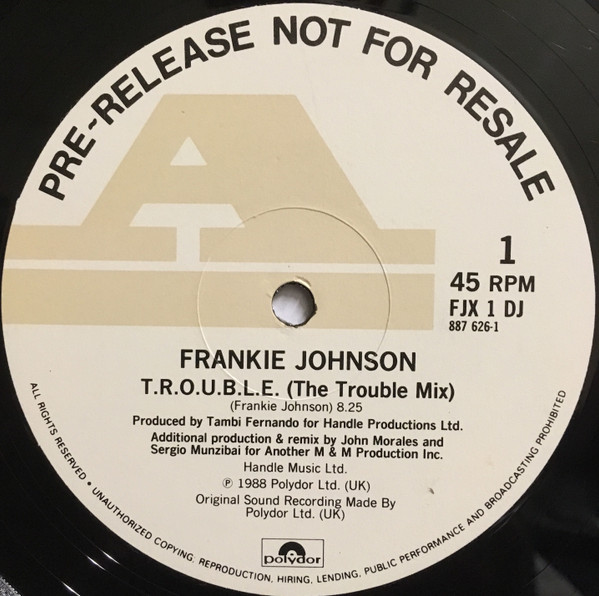 PRE-RELEASE NOT FOR RESALE
A
1
45 RPM
FJX 1 DJ
887 626-1
FRANKIE JOHNSON
T.R.O.U.B.L.E. (The Trouble Mix)
(Frankie Johnson) 8.25
Produced by Tambi Fernando for Handle Productions Ltd.
Additional production & remix by John Morales and
Sergio Munzibai for Another M & M Production Inc.
Handle Music Ltd.
℗ 1988 Polydor Ltd. (UK)
Original Sound Recording Made By
Polydor Ltd. (UK)
polydor
ALL RIGHTS RESERVED • UNAUTHORIZED COPYING, REPRODUCTION, HIRING, LENDING, PUBLIC PERFORMANCE AND BROADCASTING PROHIBITED